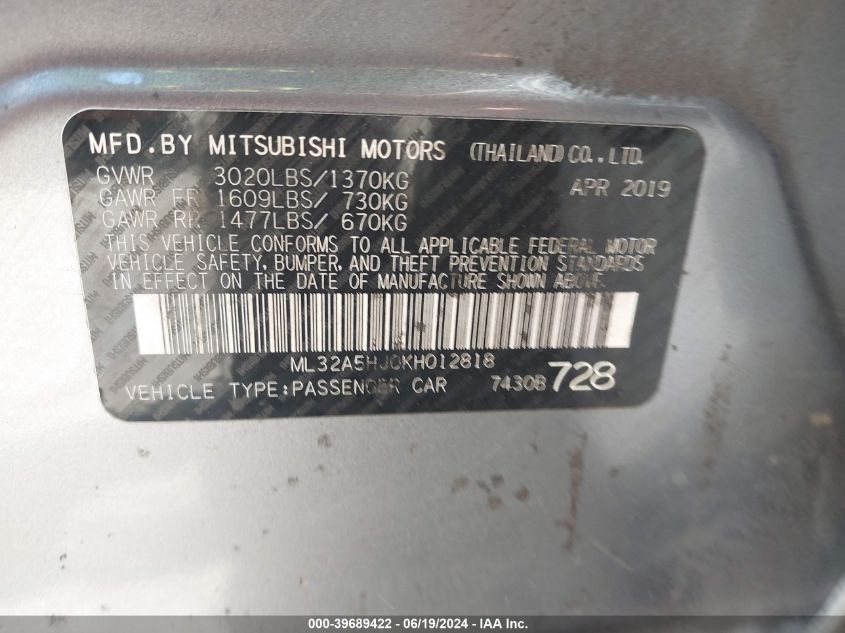 MFD.BY MITSUBISHI MOTORS (THAILAND) CO.,LTD.
GVWR 3020LBS/1370KG APR 2019
GAWR FR 1609LBS/ 730KG
GAWR RR 1477LBS/ 670KG
THIS VEHICLE CONFORMS TO ALL APPLICABLE FEDERAL MOTOR
VEHICLE SAFETY, BUMPER, AND THEFT PREVENTION STANDARDS
IN EFFECT ON THE DATE OF MANUFACTURE SHOWN ABOVE.
ML32A5HJ0KH012818
VEHICLE TYPE:PASSENGER CAR 7430B 728
000-39689422 - 06/19/2024 - IAA Inc.